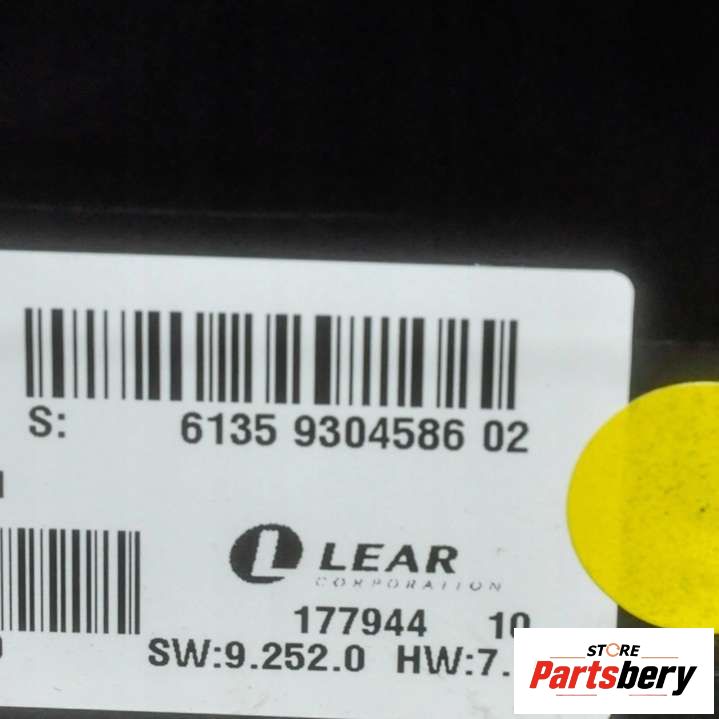 S: 6135 9304586 02
LEAR
CORPORATION
177944 10
SW:9.252.0 HW:7.
STORE
Partsbery